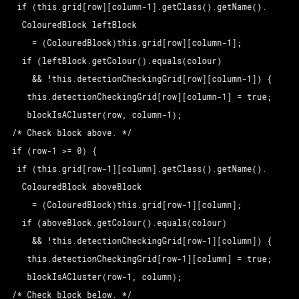 if (this.grid[row][column-1].getClass().getName().
ColouredBlock leftBlock
= (ColouredBlock)this.grid[row][column-1];
if (leftBlock.getColour().equals(colour)
&& !this.detectionCheckingGrid[row][column-1]) {
this.detectionCheckingGrid[row][column-1] = true;
blockIsACluster(row, column-1);
/* Check block above. */
if (row-1 >= 0) {
if (this.grid[row-1][column].getClass().getName().
ColouredBlock aboveBlock
= (ColouredBlock)this.grid[row-1][column];
if (aboveBlock.getColour().equals(colour)
&& !this.detectionCheckingGrid[row-1][column]) {
this.detectionCheckingGrid[row-1][column] = true;
blockIsACluster(row-1, column);
/* Check block below. */